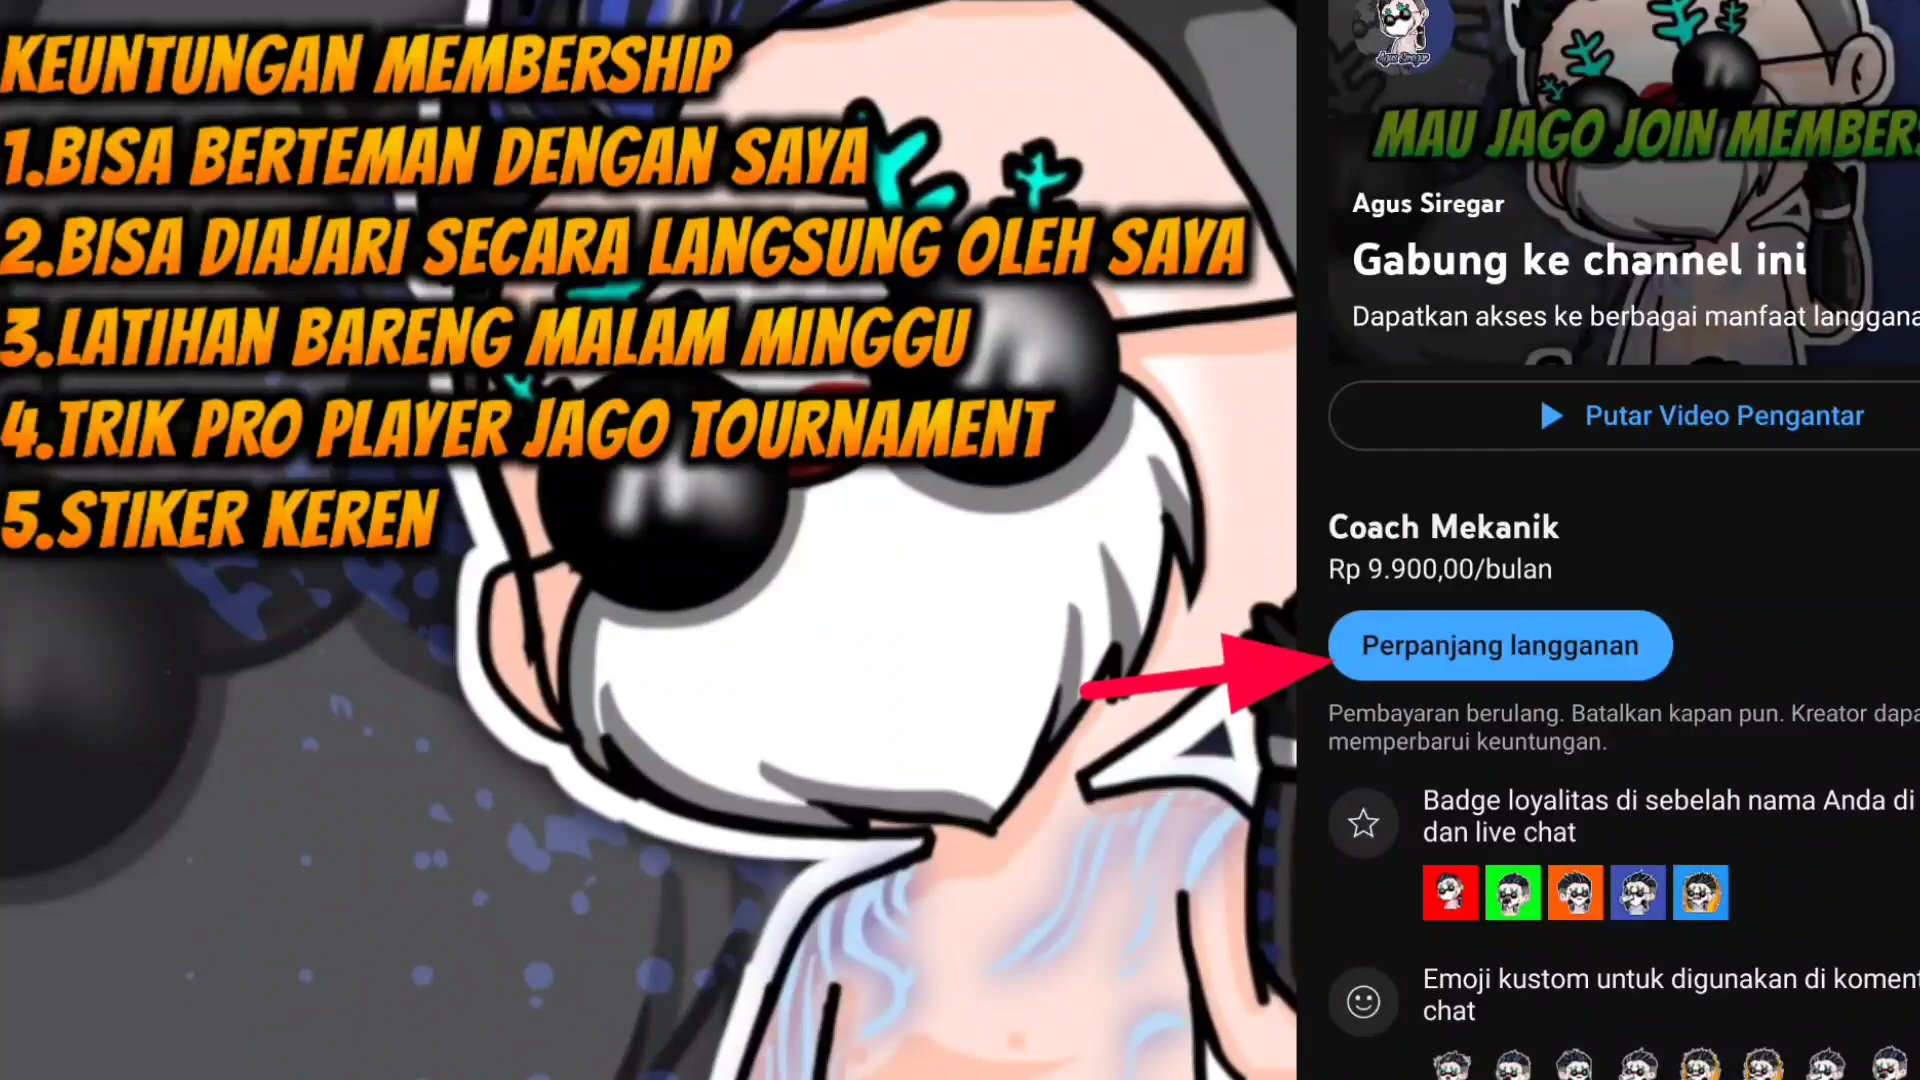 KEUNTUNGAN MEMBERSHIP
1.BISA BERTEMAN DENGAN SAYA
2.BISA DIAJARI SECARA LANGSUNG OLEH SAYA
3.LATIHAN BARENG MALAM MINGGU
4.TRIK PRO PLAYER JAGO TOURNAMENT
5.STIKER KEREN
Agus Siregar
MAU JAGO JOIN MEMBER
Agus Siregar
Gabung ke channel ini
Dapatkan akses ke berbagai manfaat langgana
Putar Video Pengantar
Coach Mekanik
Rp 9.900,00/bulan
Perpanjang langganan
Pembayaran berulang. Batalkan kapan pun. Kreator dapa
memperbarui keuntungan.
Badge loyalitas di sebelah nama Anda di
dan live chat
Emoji kustom untuk digunakan di koment
chat